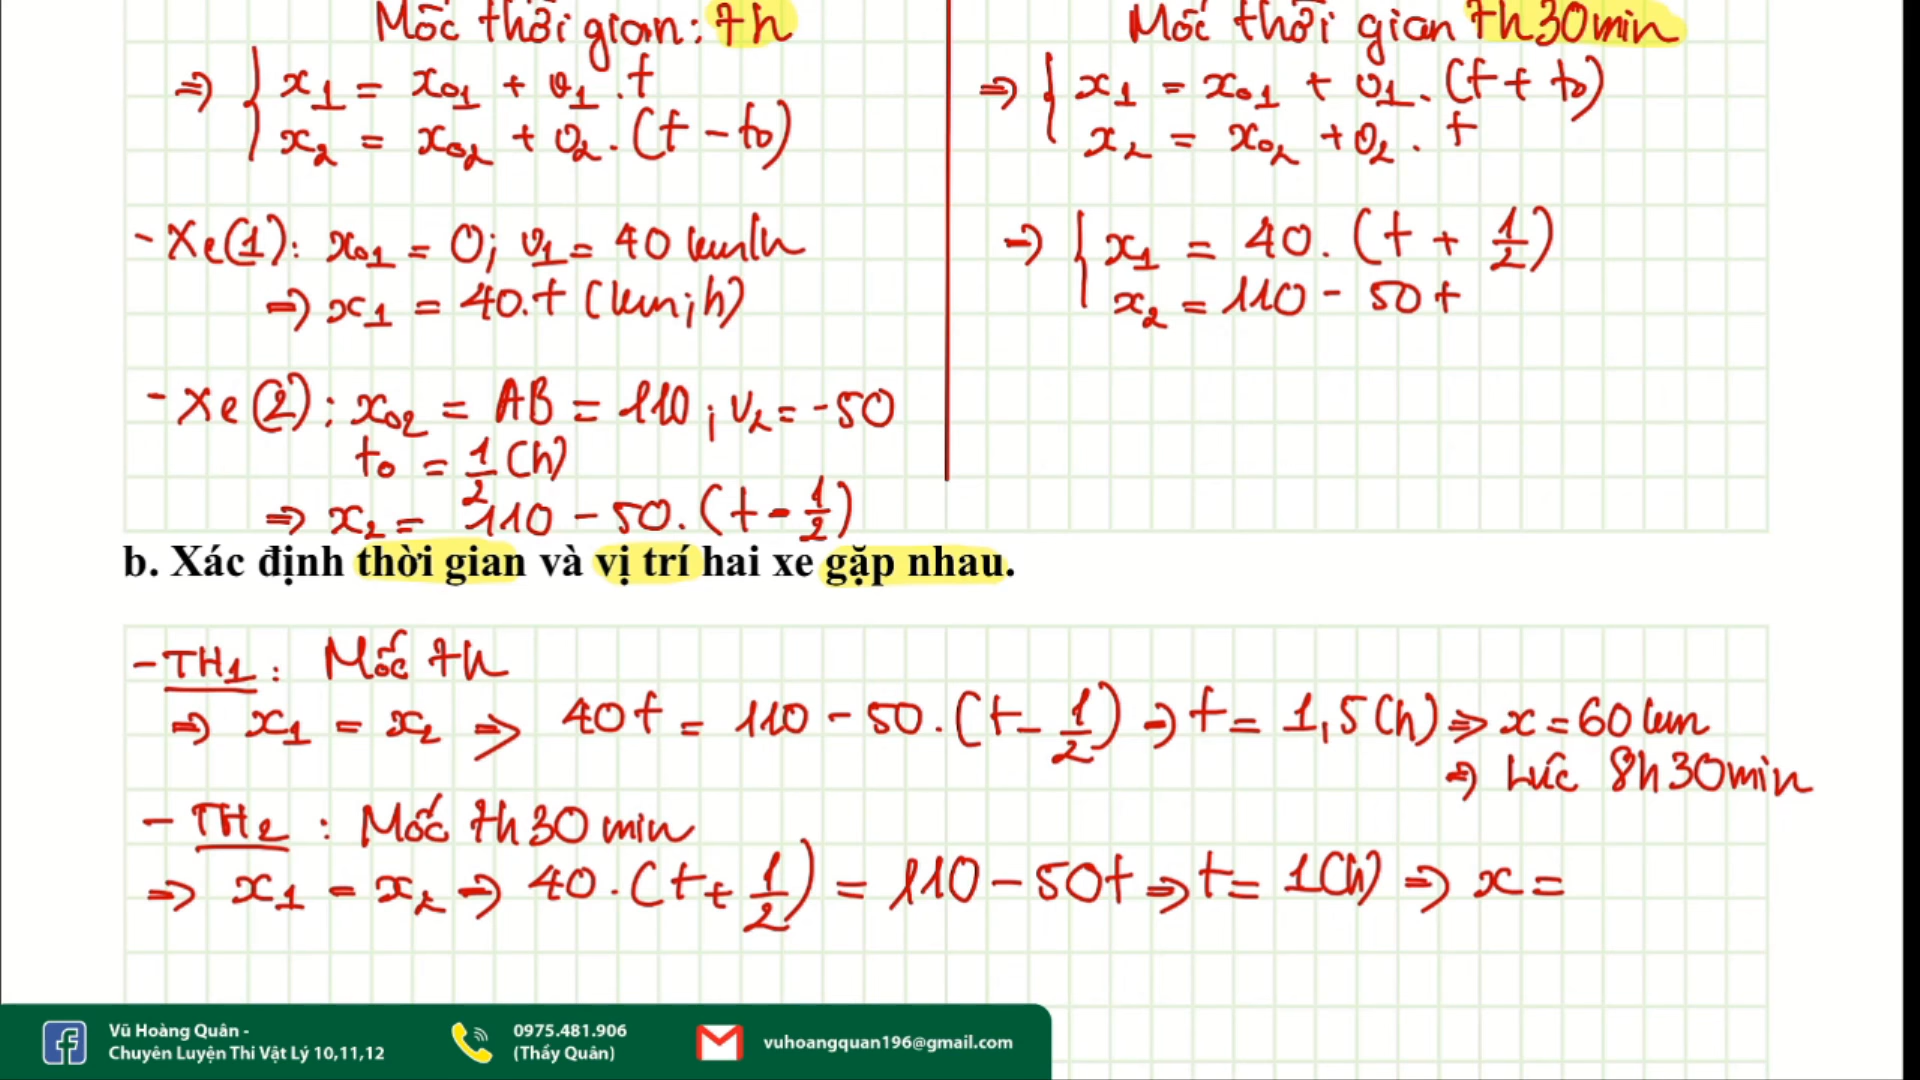 Mốc thời gian: 7h
⇒ { x₀₁ = x₀₁ + v₁.t
x₂ = x₀₂ + v₂.(t - t₀)
- Xe(1): x₀₁ = 0; v₁ = 40 km/h
⇒ x₁ = 40.t (km; h)
- Xe(2): x₀₂ = AB = 110; v₂ = -50
t₀ = 1/2 (h)
⇒ x₂ = 110 - 50.(t - 1/2)
Mốc thời gian 7h30min
⇒ { x₁ = x₀₁ + v₁.(t + t₀)
x₂ = x₀₂ + v₂.t
⇒ { x₁ = 40.(t + 1/2)
x₂ = 110 - 50t
b. Xác định thời gian và vị trí hai xe gặp nhau.
- TH1: Mốc 7h
⇒ x₁ = x₂ ⇒ 40t = 110 - 50.(t - 1/2) ⇒ t = 1,5(h) ⇒ x = 60 km
⇒ Lúc 8h30min
- TH2: Mốc 7h30min
⇒ x₁ = x₂ ⇒ 40.(t + 1/2) = 110 - 50t ⇒ t = 1(h) ⇒ x =
Vũ Hoàng Quân -
Chuyên Luyện Thi Vật Lý 10,11,12
0975.481.906
(Thầy Quân)
vuhoangquan196@gmail.com